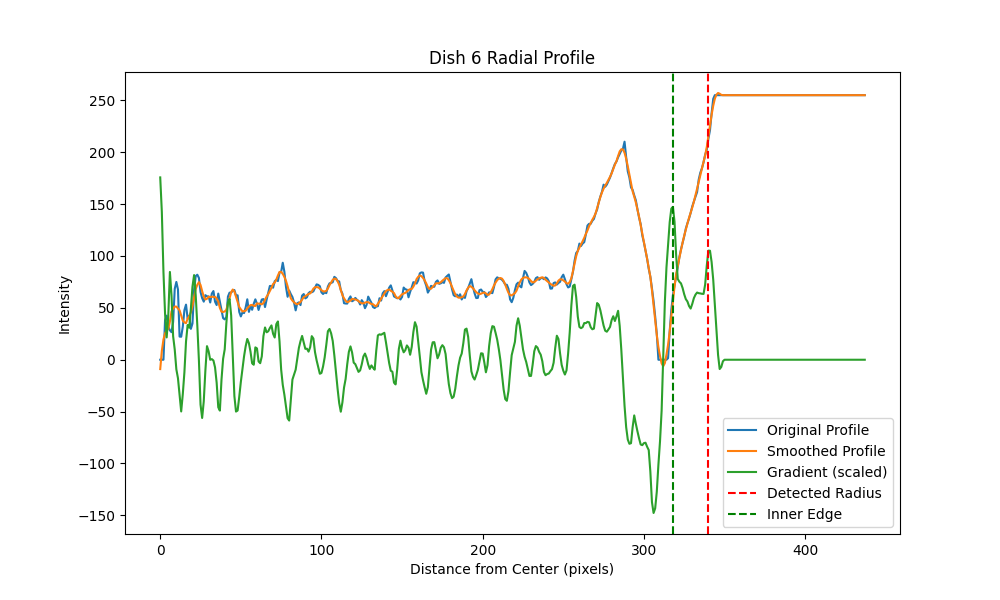 Dish 6 Radial Profile
Intensity
250
200
150
100
50
0
−50
−100
−150
0 100 200 300 400
Distance from Center (pixels)
Original Profile
Smoothed Profile
Gradient (scaled)
Detected Radius
Inner Edge